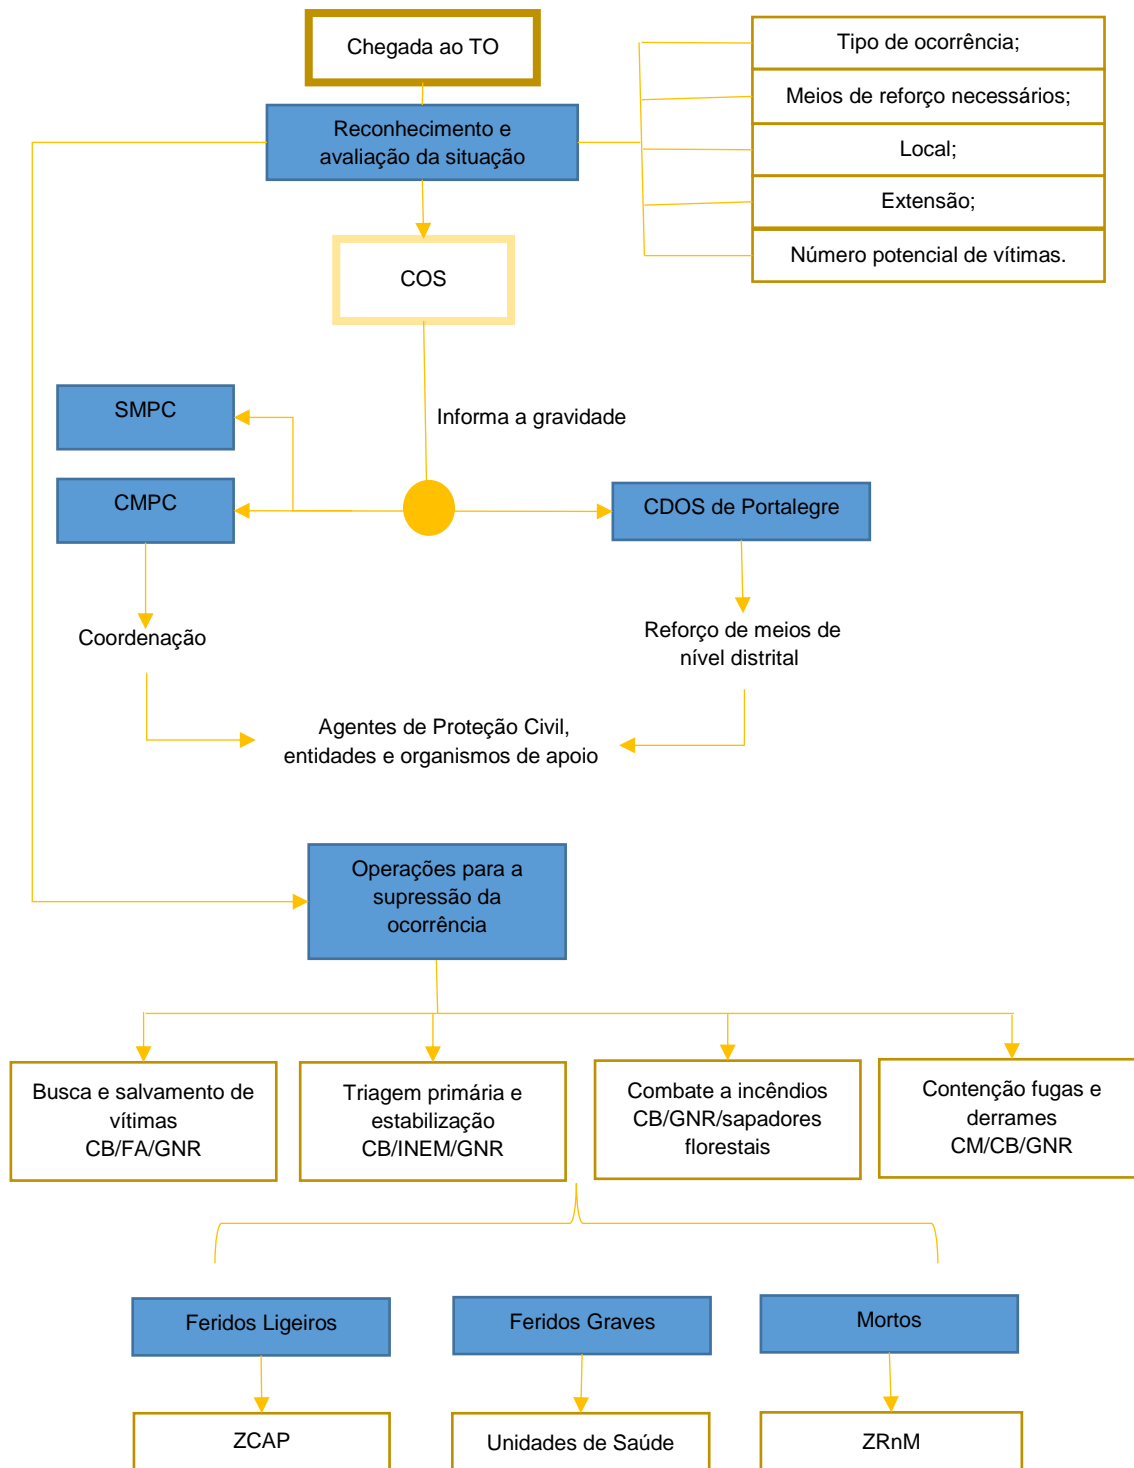 Chegada ao TO
Tipo de ocorrência;
Meios de reforço necessários;
Local;
Extensão;
Número potencial de vítimas.
Reconhecimento e
avaliação da situação
COS
Informa a gravidade
SMPC
CMPC
CDOS de Portalegre
Coordenação
Reforço de meios de
nível distrital
Agentes de Proteção Civil,
entidades e organismos de apoio
Operações para a
supressão da
ocorrência
Busca e salvamento de
vítimas
CB/FA/GNR
Triagem primária e
estabilização
CB/INEM/GNR
Combate a incêndios
CB/GNR/sapadores
florestais
Contenção fugas e
derrames
CM/CB/GNR
Feridos Ligeiros
Feridos Graves
Mortos
ZCAP
Unidades de Saúde
ZRnM